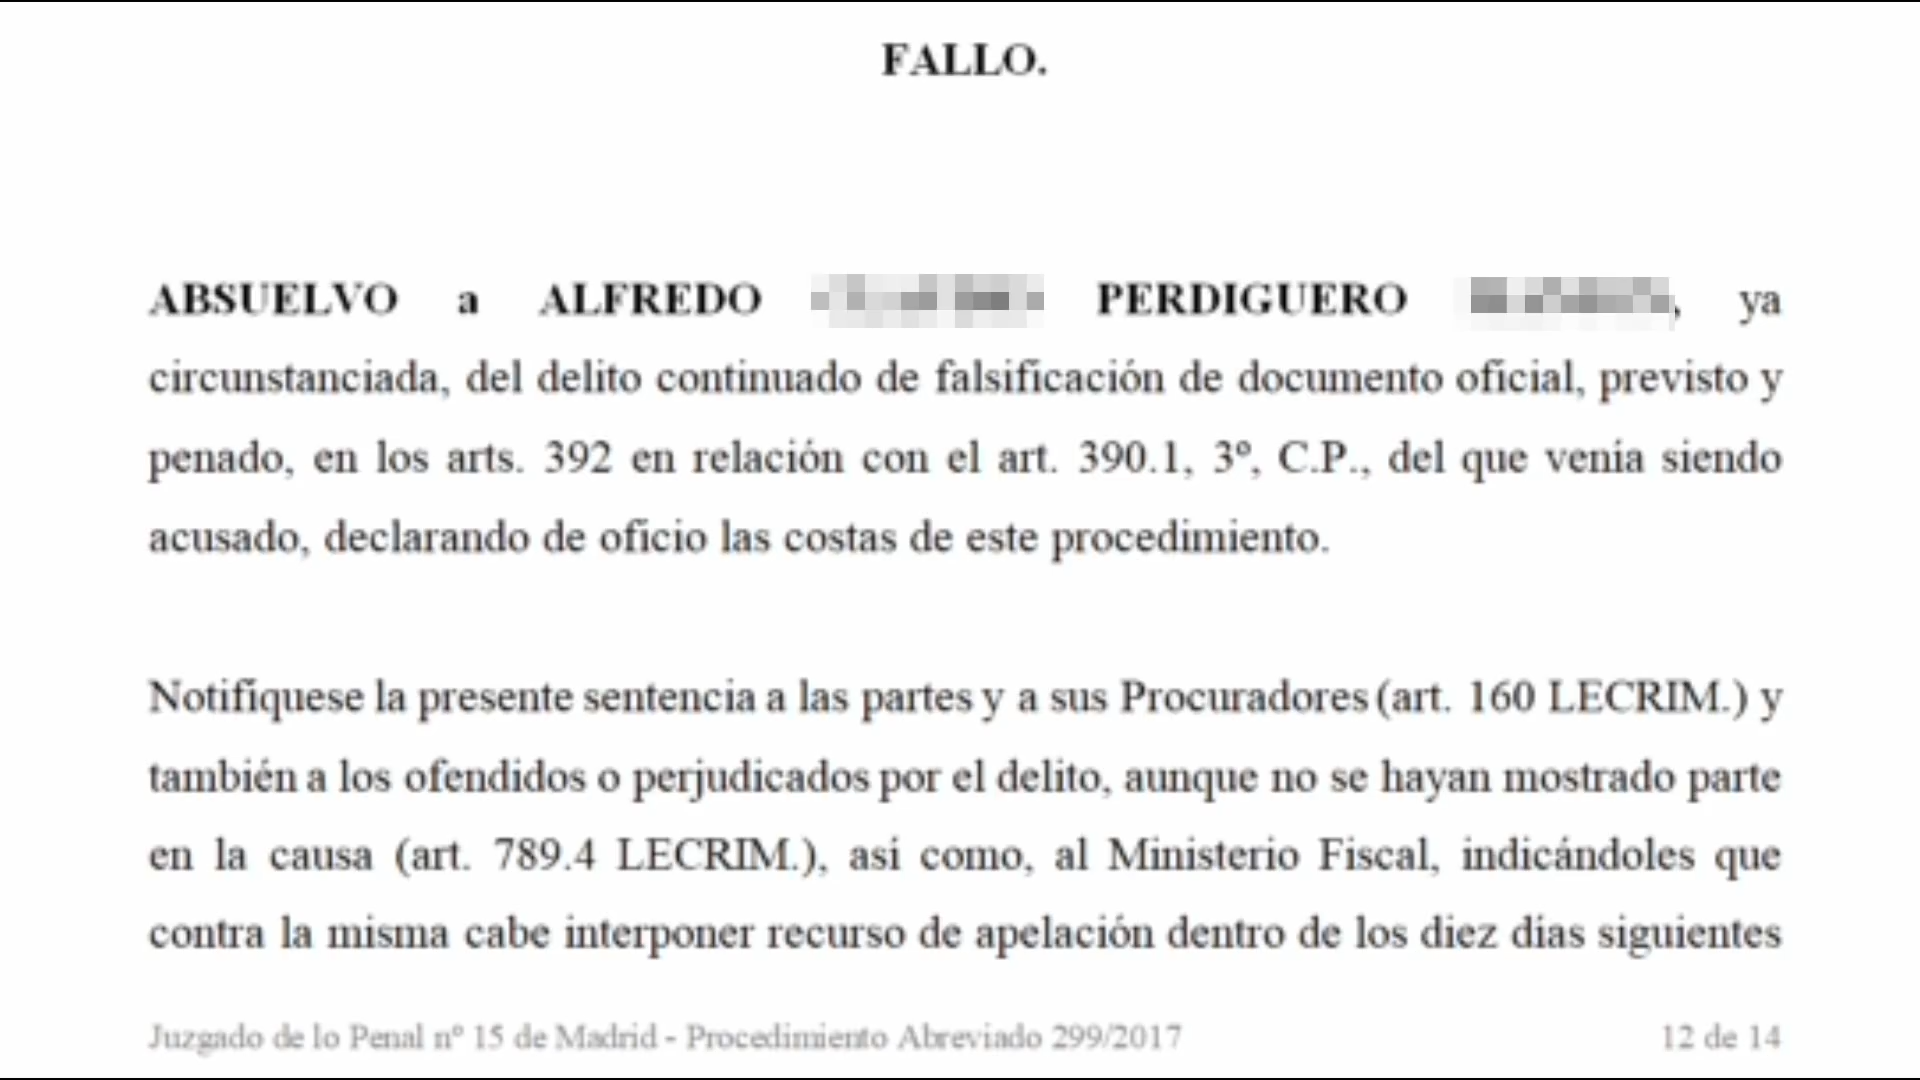 FALLO.
ABSUELVO a ALFREDO PERDIGUERO , ya
circunstanciada, del delito continuado de falsificación de documento oficial, previsto y
penado, en los arts. 392 en relación con el art. 390.1, 3º, C.P., del que venía siendo
acusado, declarando de oficio las costas de este procedimiento.
Notifíquese la presente sentencia a las partes y a sus Procuradores (art. 160 LECRIM.) y
también a los ofendidos o perjudicados por el delito, aunque no se hayan mostrado parte
en la causa (art. 789.4 LECRIM.), así como, al Ministerio Fiscal, indicándoles que
contra la misma cabe interponer recurso de apelación dentro de los diez días siguientes
Juzgado de lo Penal nº 15 de Madrid - Procedimiento Abreviado 299/2017 12 de 14